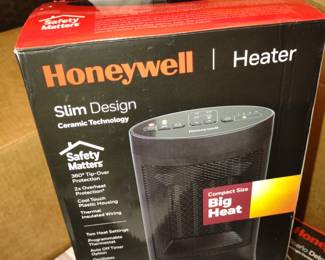 Safety
Matters
Honeywell | Heater
Slim Design
Ceramic Technology
Safety
Matters
360° Tip-Over
Protection
2x Overheat
Protection*
Cool Touch
Plastic Housing
Thermal
Insulated Wiring
Two Heat Settings
Programmable
Thermostat
Auto Off Timer
Option
Oscillates
Honeywell
Compact Size
Big
Heat